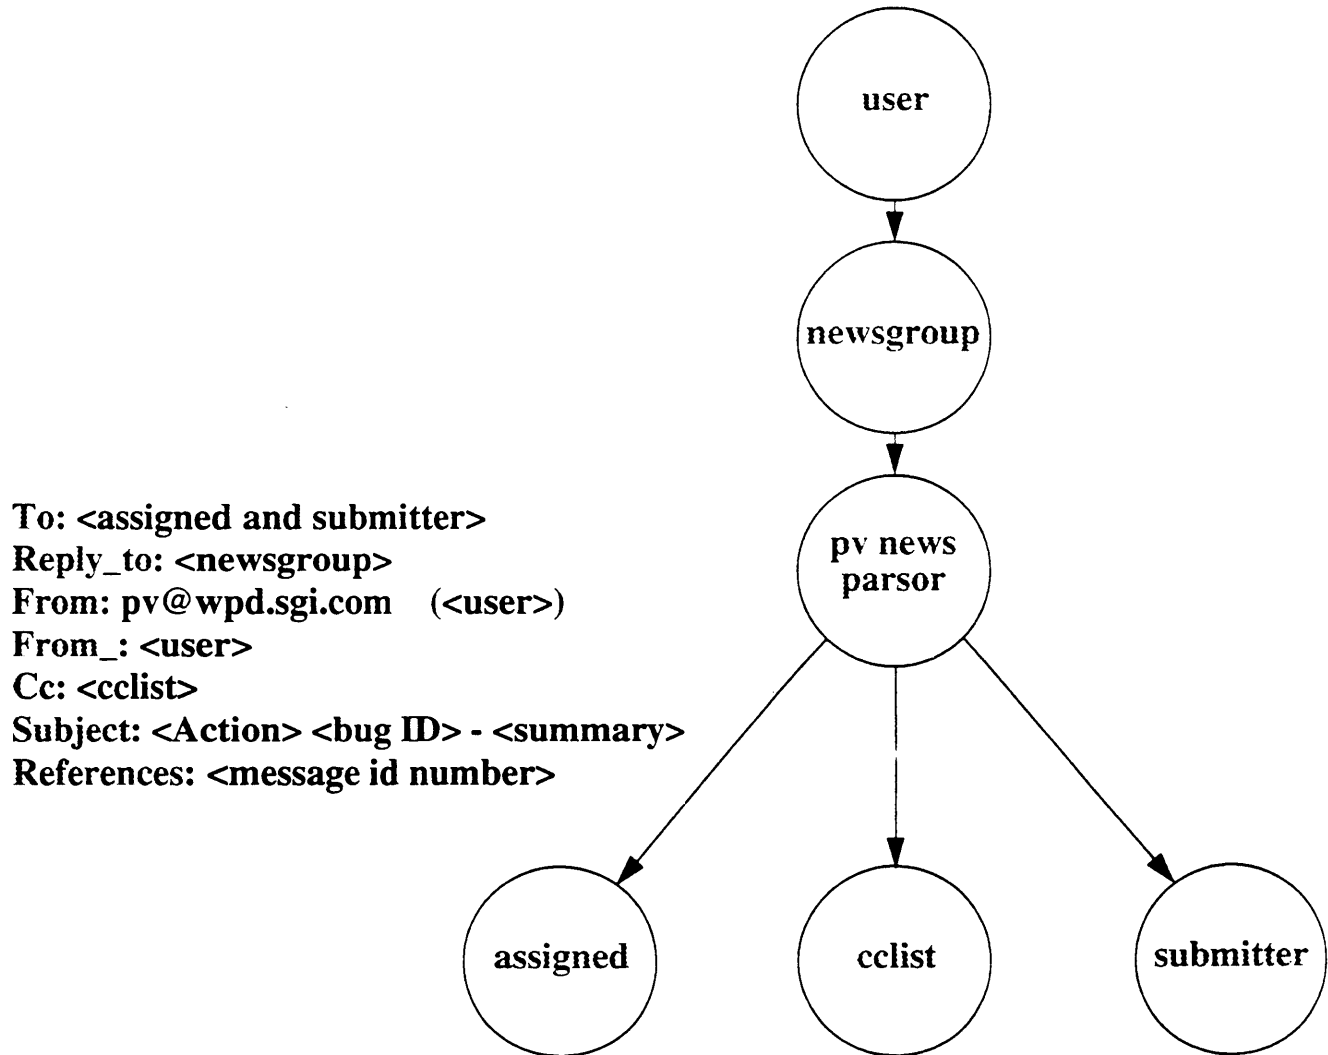 user
newsgroup
pv news
parsor
To: <assigned and submitter>
Reply_to: <newsgroup>
From: pv@wpd.sgi.com (<user>)
From_: <user>
Cc: <cclist>
Subject: <Action> <bug ID> - <summary>
References: <message id number>
assigned
cclist
submitter